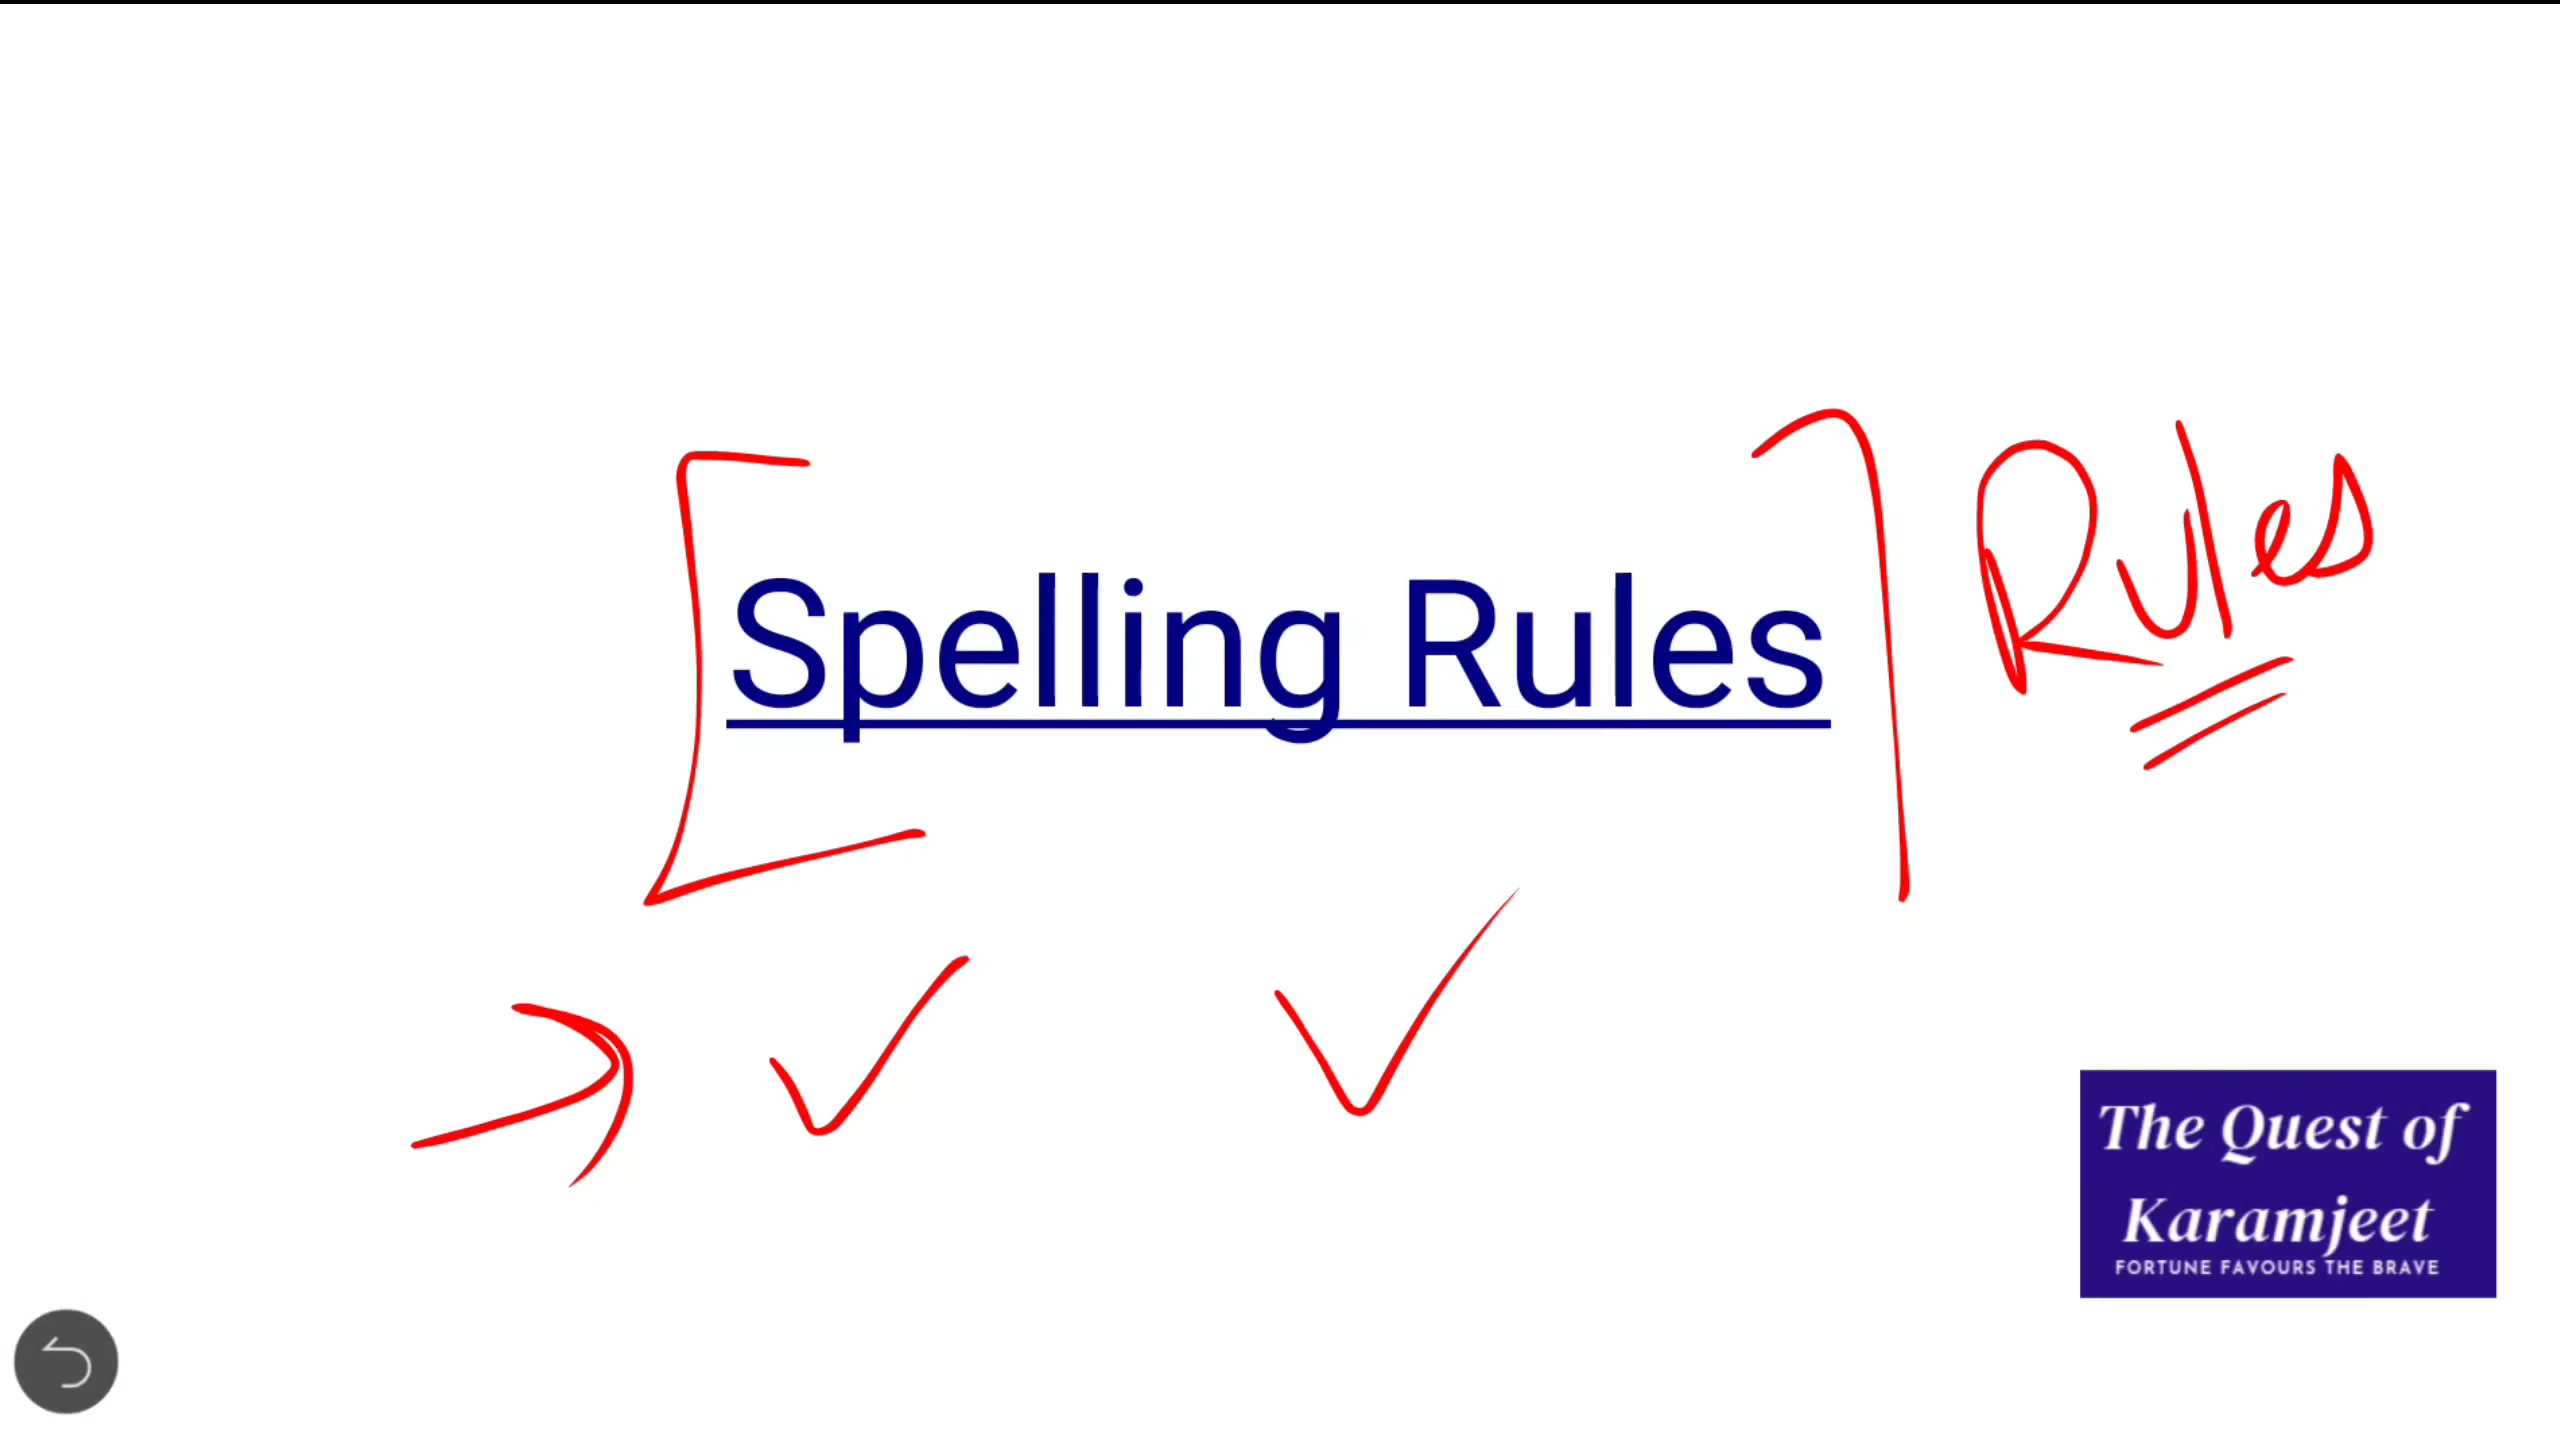 Rules
Spelling Rules
The Quest of
Karamjeet
FORTUNE FAVOURS THE BRAVE